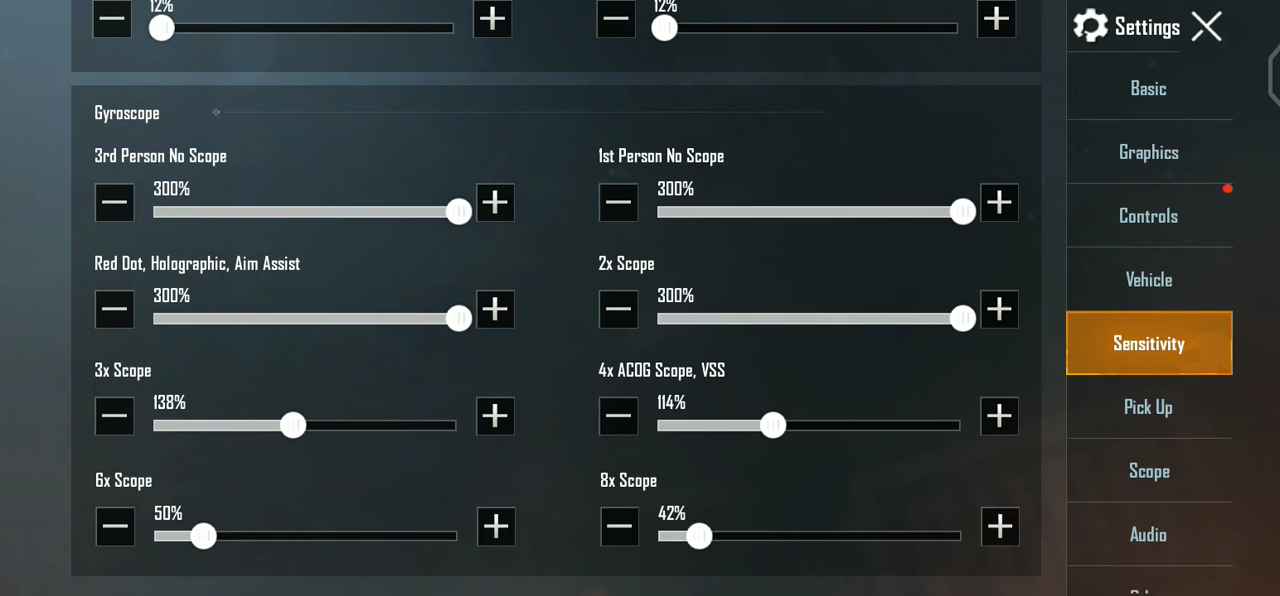 12%
12%
Settings
Basic
Gyroscope
3rd Person No Scope
1st Person No Scope
Graphics
300%
300%
Controls
Red Dot, Holographic, Aim Assist
2x Scope
Vehicle
300%
300%
Sensitivity
3x Scope
4x ACOG Scope, VSS
138%
114%
Pick Up
6x Scope
8x Scope
Scope
50%
42%
Audio